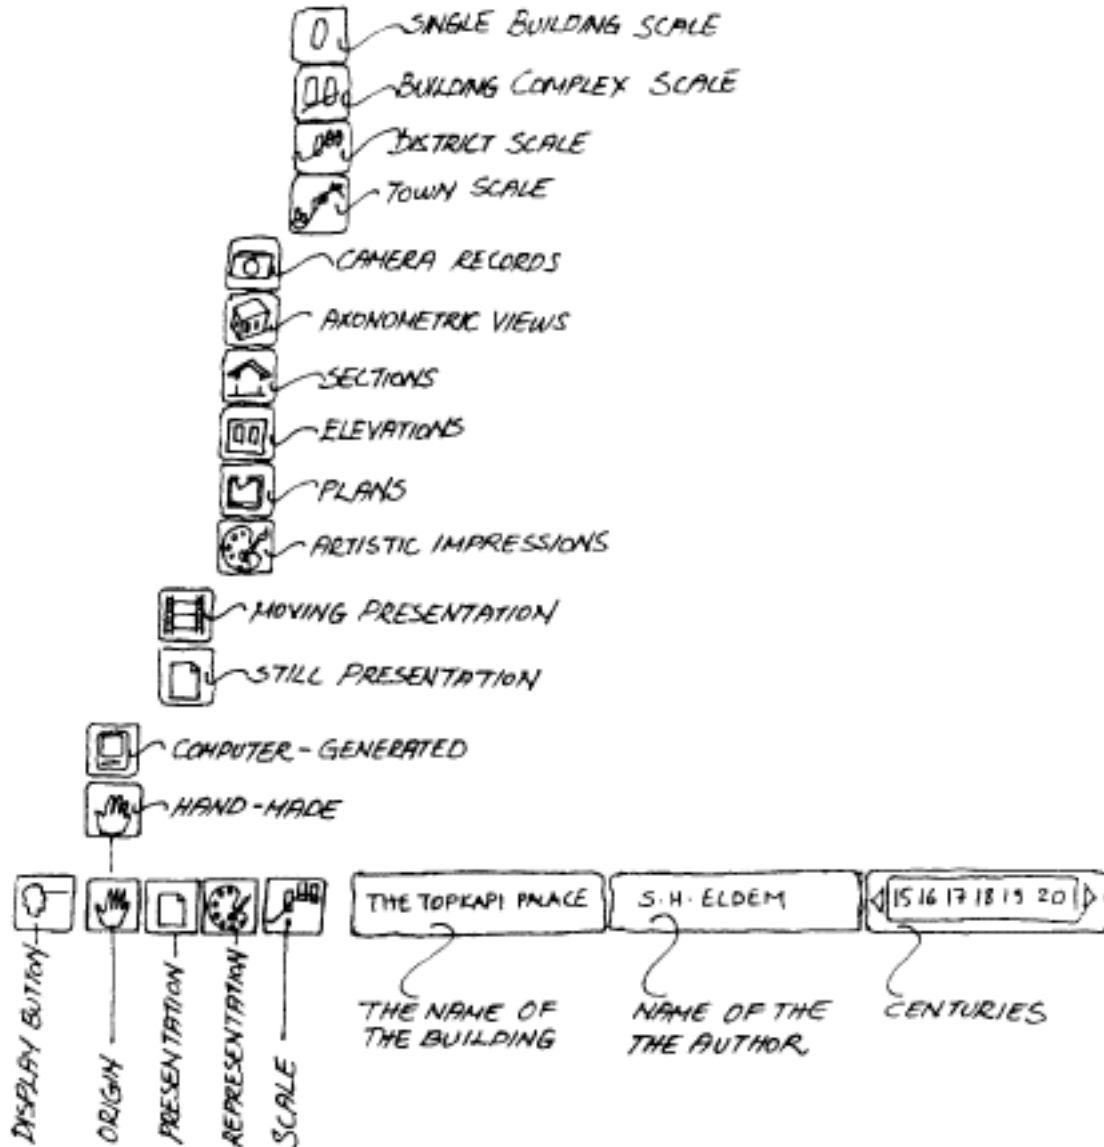 SINGLE BUILDING SCALE
BUILDING COMPLEX SCALE
DISTRICT SCALE
TOWN SCALE
CAMERA RECORDS
AXONOMETRIC VIEWS
SECTIONS
ELEVATIONS
PLANS
ARTISTIC IMPRESSIONS
MOVING PRESENTATION
STILL PRESENTATION
COMPUTER-GENERATED
HAND-MADE
THE TOPKAPI PALACE
S.H. ELDEM
15 16 17 18 19 20
DISPLAY BUTTON
ORIGIN
PRESENTATION
REPRESENTATION
SCALE
THE NAME OF
THE BUILDING
NAME OF THE
THE AUTHOR
CENTURIES